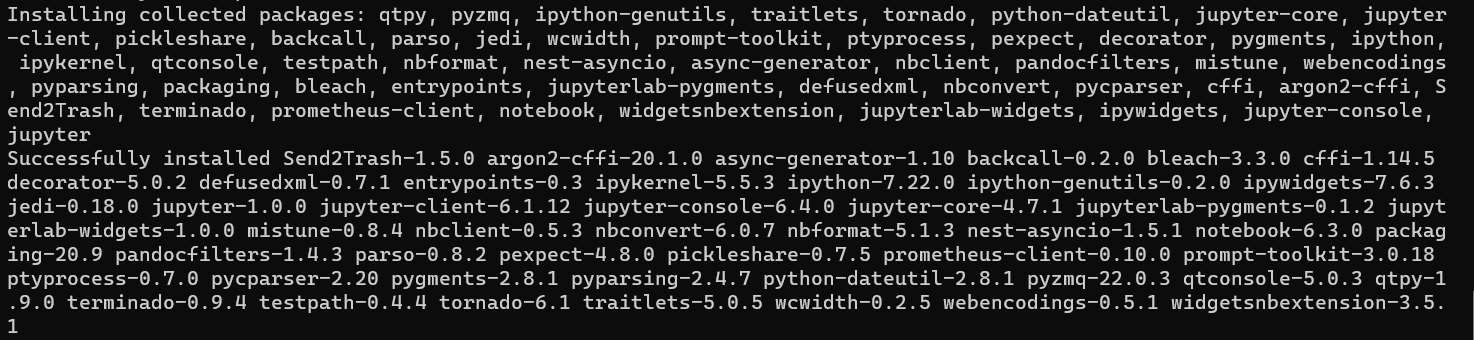 Installing collected packages: qtpy, pyzmq, ipython-genutils, traitlets, tornado, python-dateutil, jupyter-core, jupyter
-client, pickleshare, backcall, parso, jedi, wcwidth, prompt-toolkit, ptyprocess, pexpect, decorator, pygments, ipython,
 ipykernel, qtconsole, testpath, nbformat, nest-asyncio, async-generator, nbclient, pandocfilters, mistune, webencodings
, pyparsing, packaging, bleach, entrypoints, jupyterlab-pygments, defusedxml, nbconvert, pycparser, cffi, argon2-cffi, S
end2Trash, terminado, prometheus-client, notebook, widgetsnbextension, jupyterlab-widgets, ipywidgets, jupyter-console,
jupyter
Successfully installed Send2Trash-1.5.0 argon2-cffi-20.1.0 async-generator-1.10 backcall-0.2.0 bleach-3.3.0 cffi-1.14.5
decorator-5.0.2 defusedxml-0.7.1 entrypoints-0.3 ipykernel-5.5.3 ipython-7.22.0 ipython-genutils-0.2.0 ipywidgets-7.6.3
jedi-0.18.0 jupyter-1.0.0 jupyter-client-6.1.12 jupyter-console-6.4.0 jupyter-core-4.7.1 jupyterlab-pygments-0.1.2 jupyt
erlab-widgets-1.0.0 mistune-0.8.4 nbclient-0.5.3 nbconvert-6.0.7 nbformat-5.1.3 nest-asyncio-1.5.1 notebook-6.3.0 packag
ing-20.9 pandocfilters-1.4.3 parso-0.8.2 pexpect-4.8.0 pickleshare-0.7.5 prometheus-client-0.10.0 prompt-toolkit-3.0.18
ptyprocess-0.7.0 pycparser-2.20 pygments-2.8.1 pyparsing-2.4.7 python-dateutil-2.8.1 pyzmq-22.0.3 qtconsole-5.0.3 qtpy-1
.9.0 terminado-0.9.4 testpath-0.4.4 tornado-6.1 traitlets-5.0.5 wcwidth-0.2.5 webencodings-0.5.1 widgetsnbextension-3.5.
1